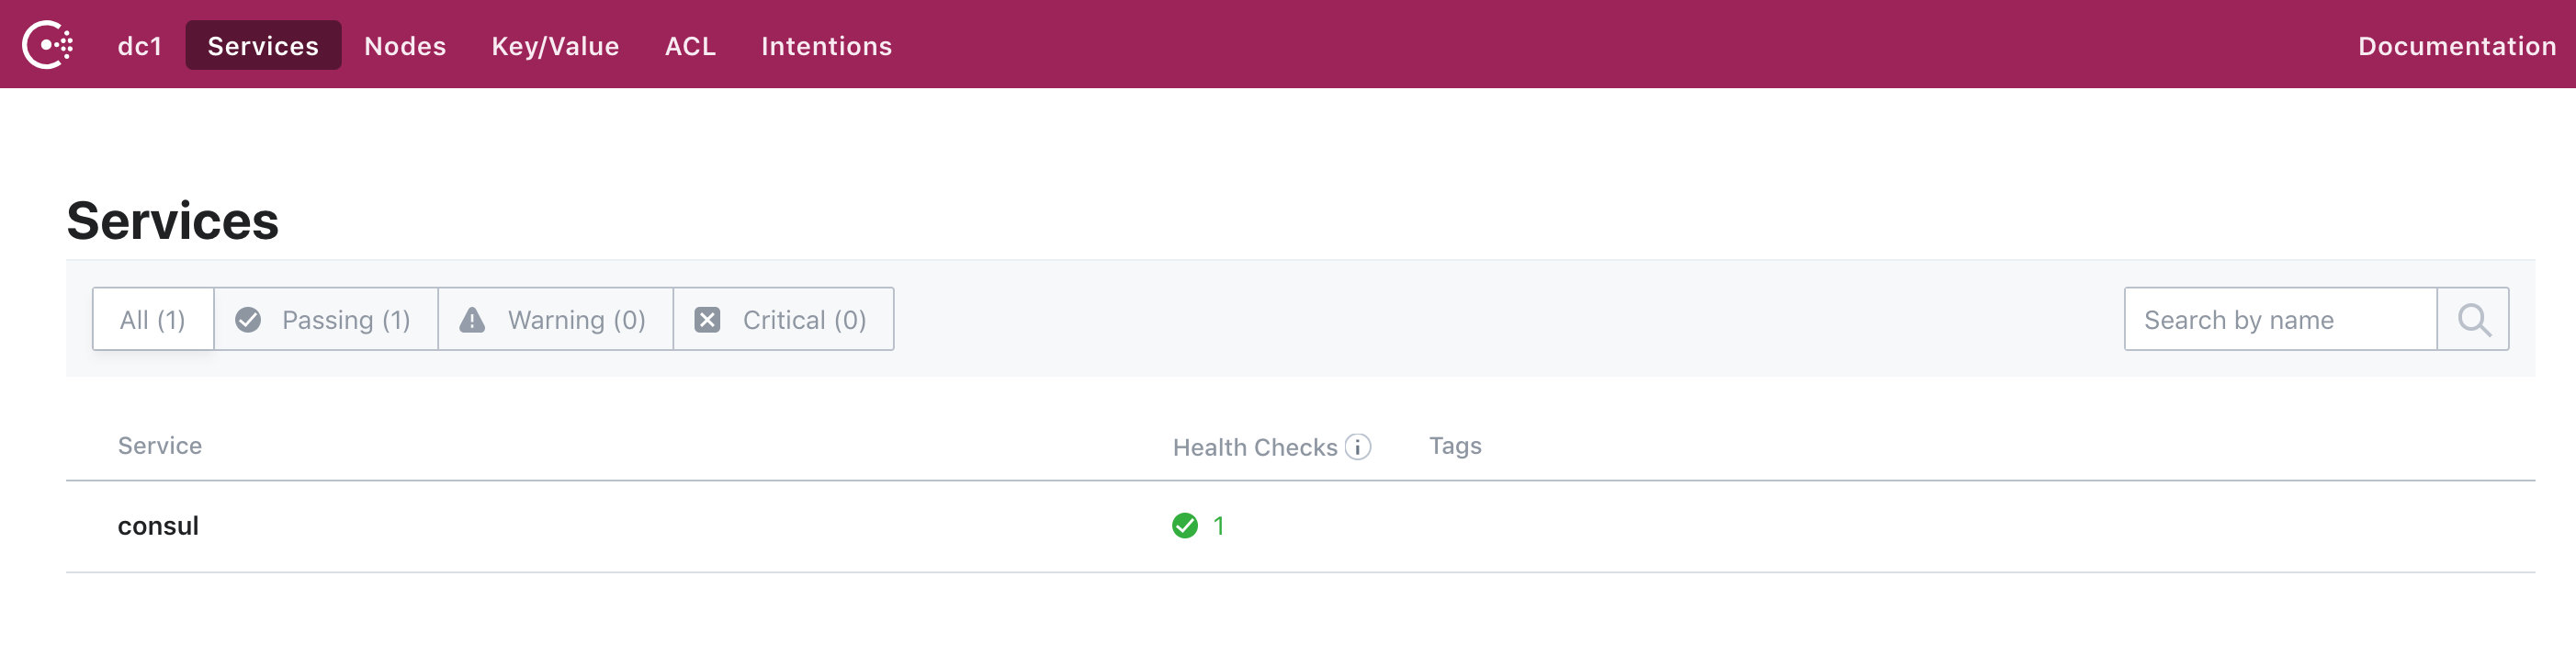 dc1 Services Nodes Key/Value ACL Intentions Documentation
Services
All (1) Passing (1) Warning (0) Critical (0) Search by name
Service Health Checks Tags
consul 1